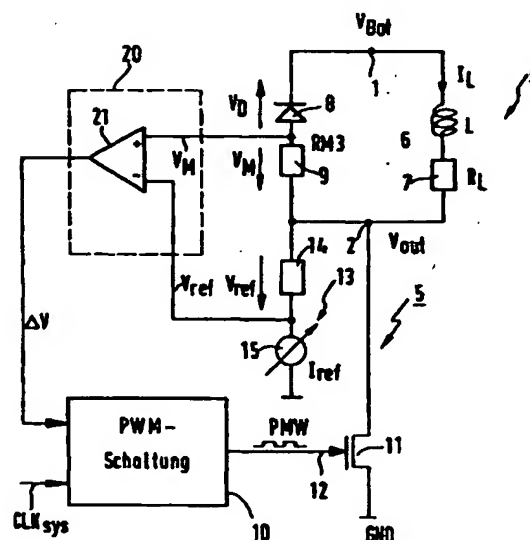 20
V_Bat
1
I_L
21
V_D
8
L
6
V_M
RM3
V_M
9
7
R_L
2
V_out
14
V_ref
V_ref
13
5
15
I_ref
ΔV
PWM-
Schaltung
PMW
11
12
CLK_sys
10
GND